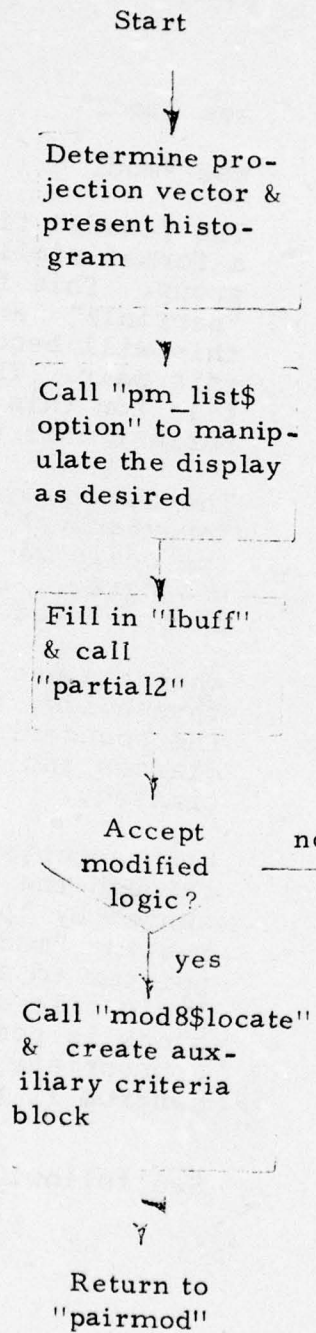 Start
Determine pro-
jection vector &
present histo-
gram
Call "pm_list$
option" to manip-
ulate the display
as desired
Fill in "lbuff"
& call
"partial2"
Accept
modified
logic?
yes
Call "mod8$locate"
& create aux-
iliary criteria
block
Return to
"pairmod"